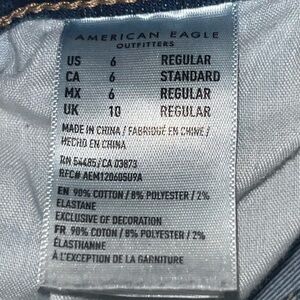 AMERICAN EAGLE
OUTFITTERS
US 6 REGULAR
CA 6 STANDARD
MX 6 REGULAR
UK 10 REGULAR
MADE IN CHINA / FABRIQUÉ EN CHINE /
HECHO EN CHINA
RN 54485/CA 03873
RFC# AEM1206050J9A
EN 90% COTTON / 8% POLYESTER / 2%
ELASTANE
EXCLUSIVE OF DECORATION
FR 90% COTON / 8% POLYESTER / 2%
ÉLASTHANNE
À L'EXCEPTION DE LA GARNITURE